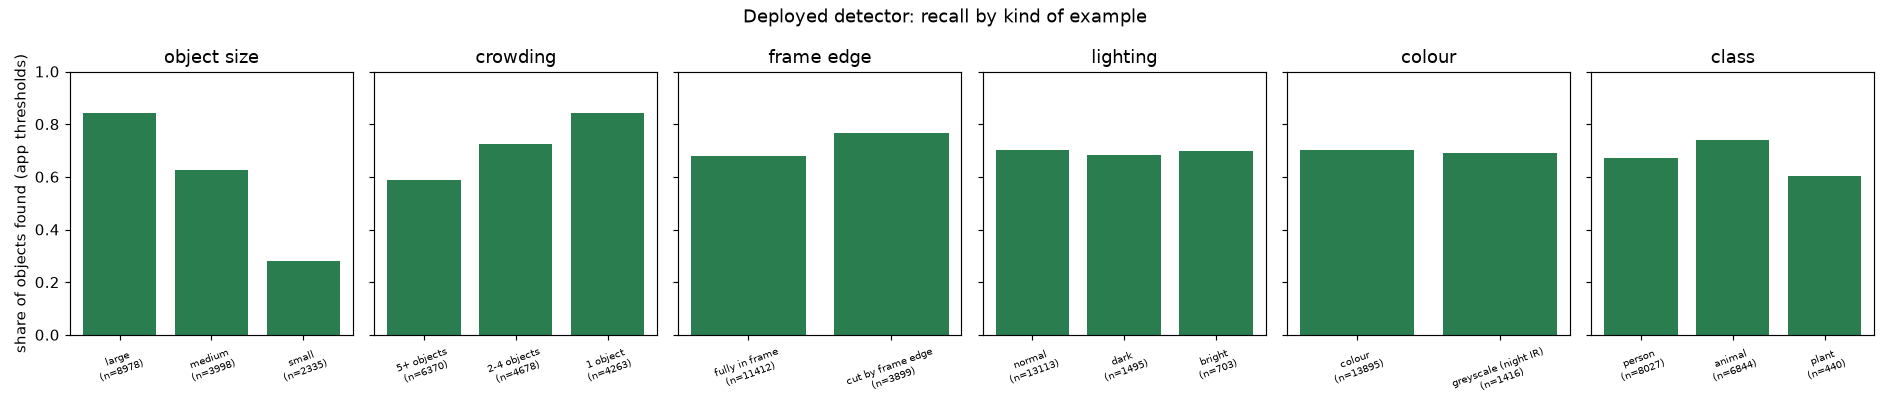 Deployed detector: recall by kind of example
object size
crowding
frame edge
lighting
colour
class
share of objects found (app thresholds)
1.0
0.8
0.6
0.4
0.2
0.0
large
(n=8978)
medium
(n=3998)
small
(n=2335)
5+ objects
(n=6370)
2-4 objects
(n=4678)
1 object
(n=4263)
fully in frame
(n=11412)
cut by frame edge
(n=3899)
normal
(n=13113)
dark
(n=1495)
bright
(n=703)
colour
(n=13895)
greyscale (night IR)
(n=1416)
person
(n=8027)
animal
(n=6844)
plant
(n=440)